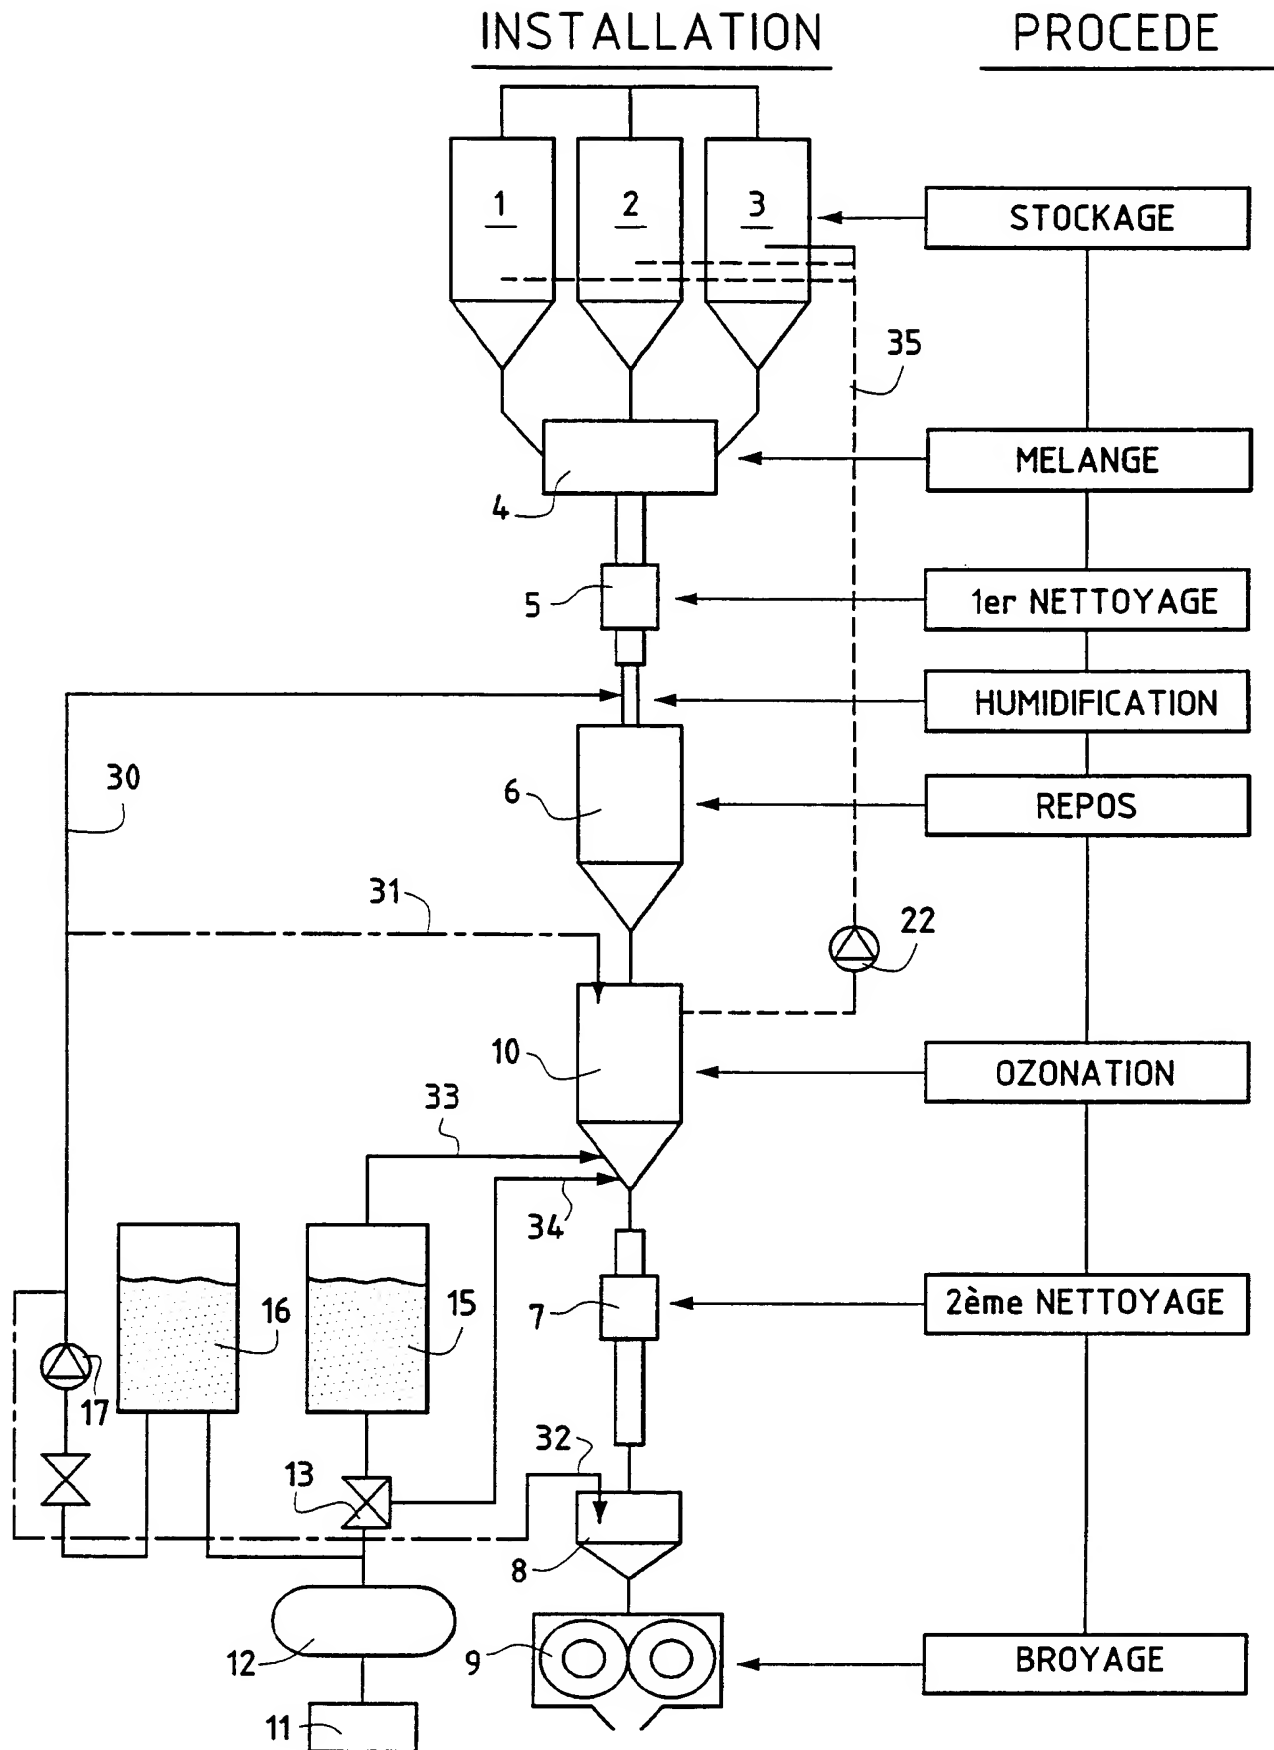 INSTALLATION PROCEDE
1 2 3 STOCKAGE
35
MELANGE
4
5 1er NETTOYAGE
HUMIDIFICATION
30 6 REPOS
31
22
10 OZONATION
33
34
16 15 7 2ème NETTOYAGE
17
32
13
8
12 9 BROYAGE
11